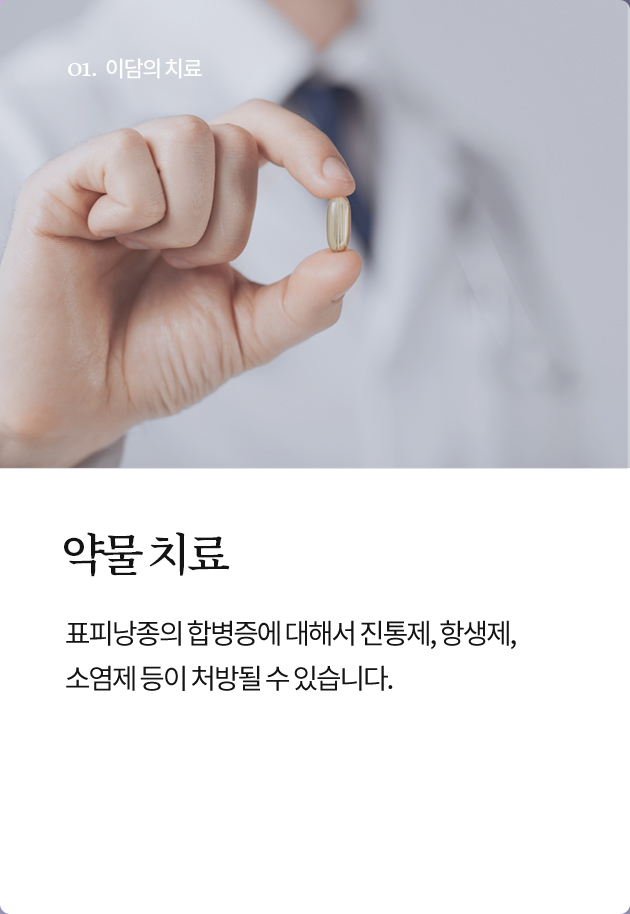 01. 이담의 치료
약물 치료
표피낭종의 합병증에 대해서 진통제, 항생제,
소염제 등이 처방될 수 있습니다.